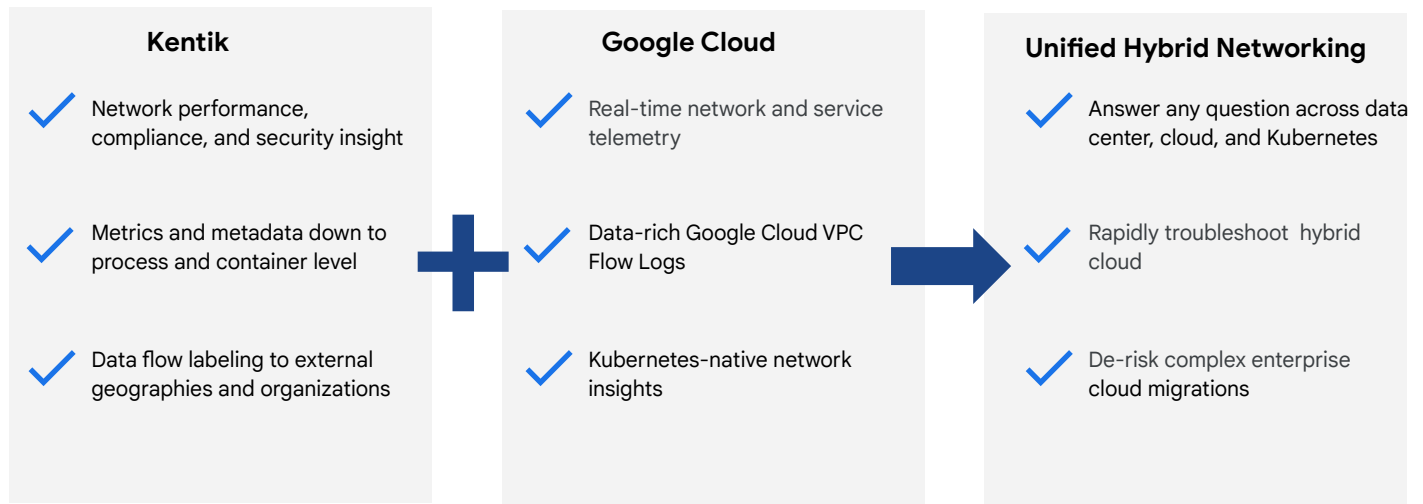 Kentik
Network performance,
compliance, and security insight
Metrics and metadata down to
process and container level
Data flow labeling to external
geographies and organizations
Google Cloud
Real-time network and service
telemetry
Data-rich Google Cloud VPC
Flow Logs
Kubernetes-native network
insights
Unified Hybrid Networking
Answer any question across data
center, cloud, and Kubernetes
Rapidly troubleshoot hybrid
cloud
De-risk complex enterprise
cloud migrations